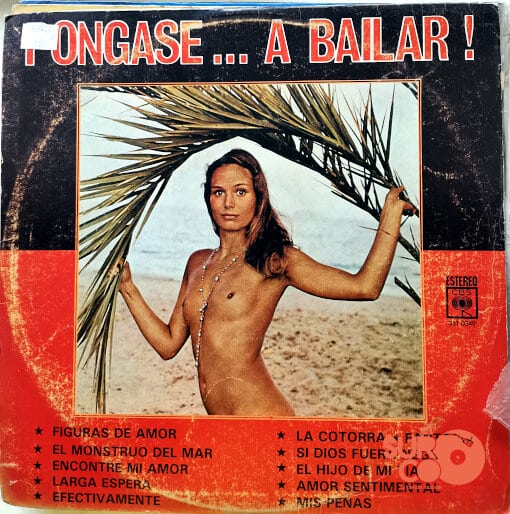 PONGASE ... A BAILAR !
ESTEREO
CBS
★ FIGURAS DE AMOR
★ EL MONSTRUO DEL MAR
★ ENCONTRE MI AMOR
★ LARGA ESPERA
★ EFECTIVAMENTE
★ LA COTORRA
★ SI DIOS
★ EL HIJO DE
★ AMOR SENTIMENTAL
★ MIS PENAS